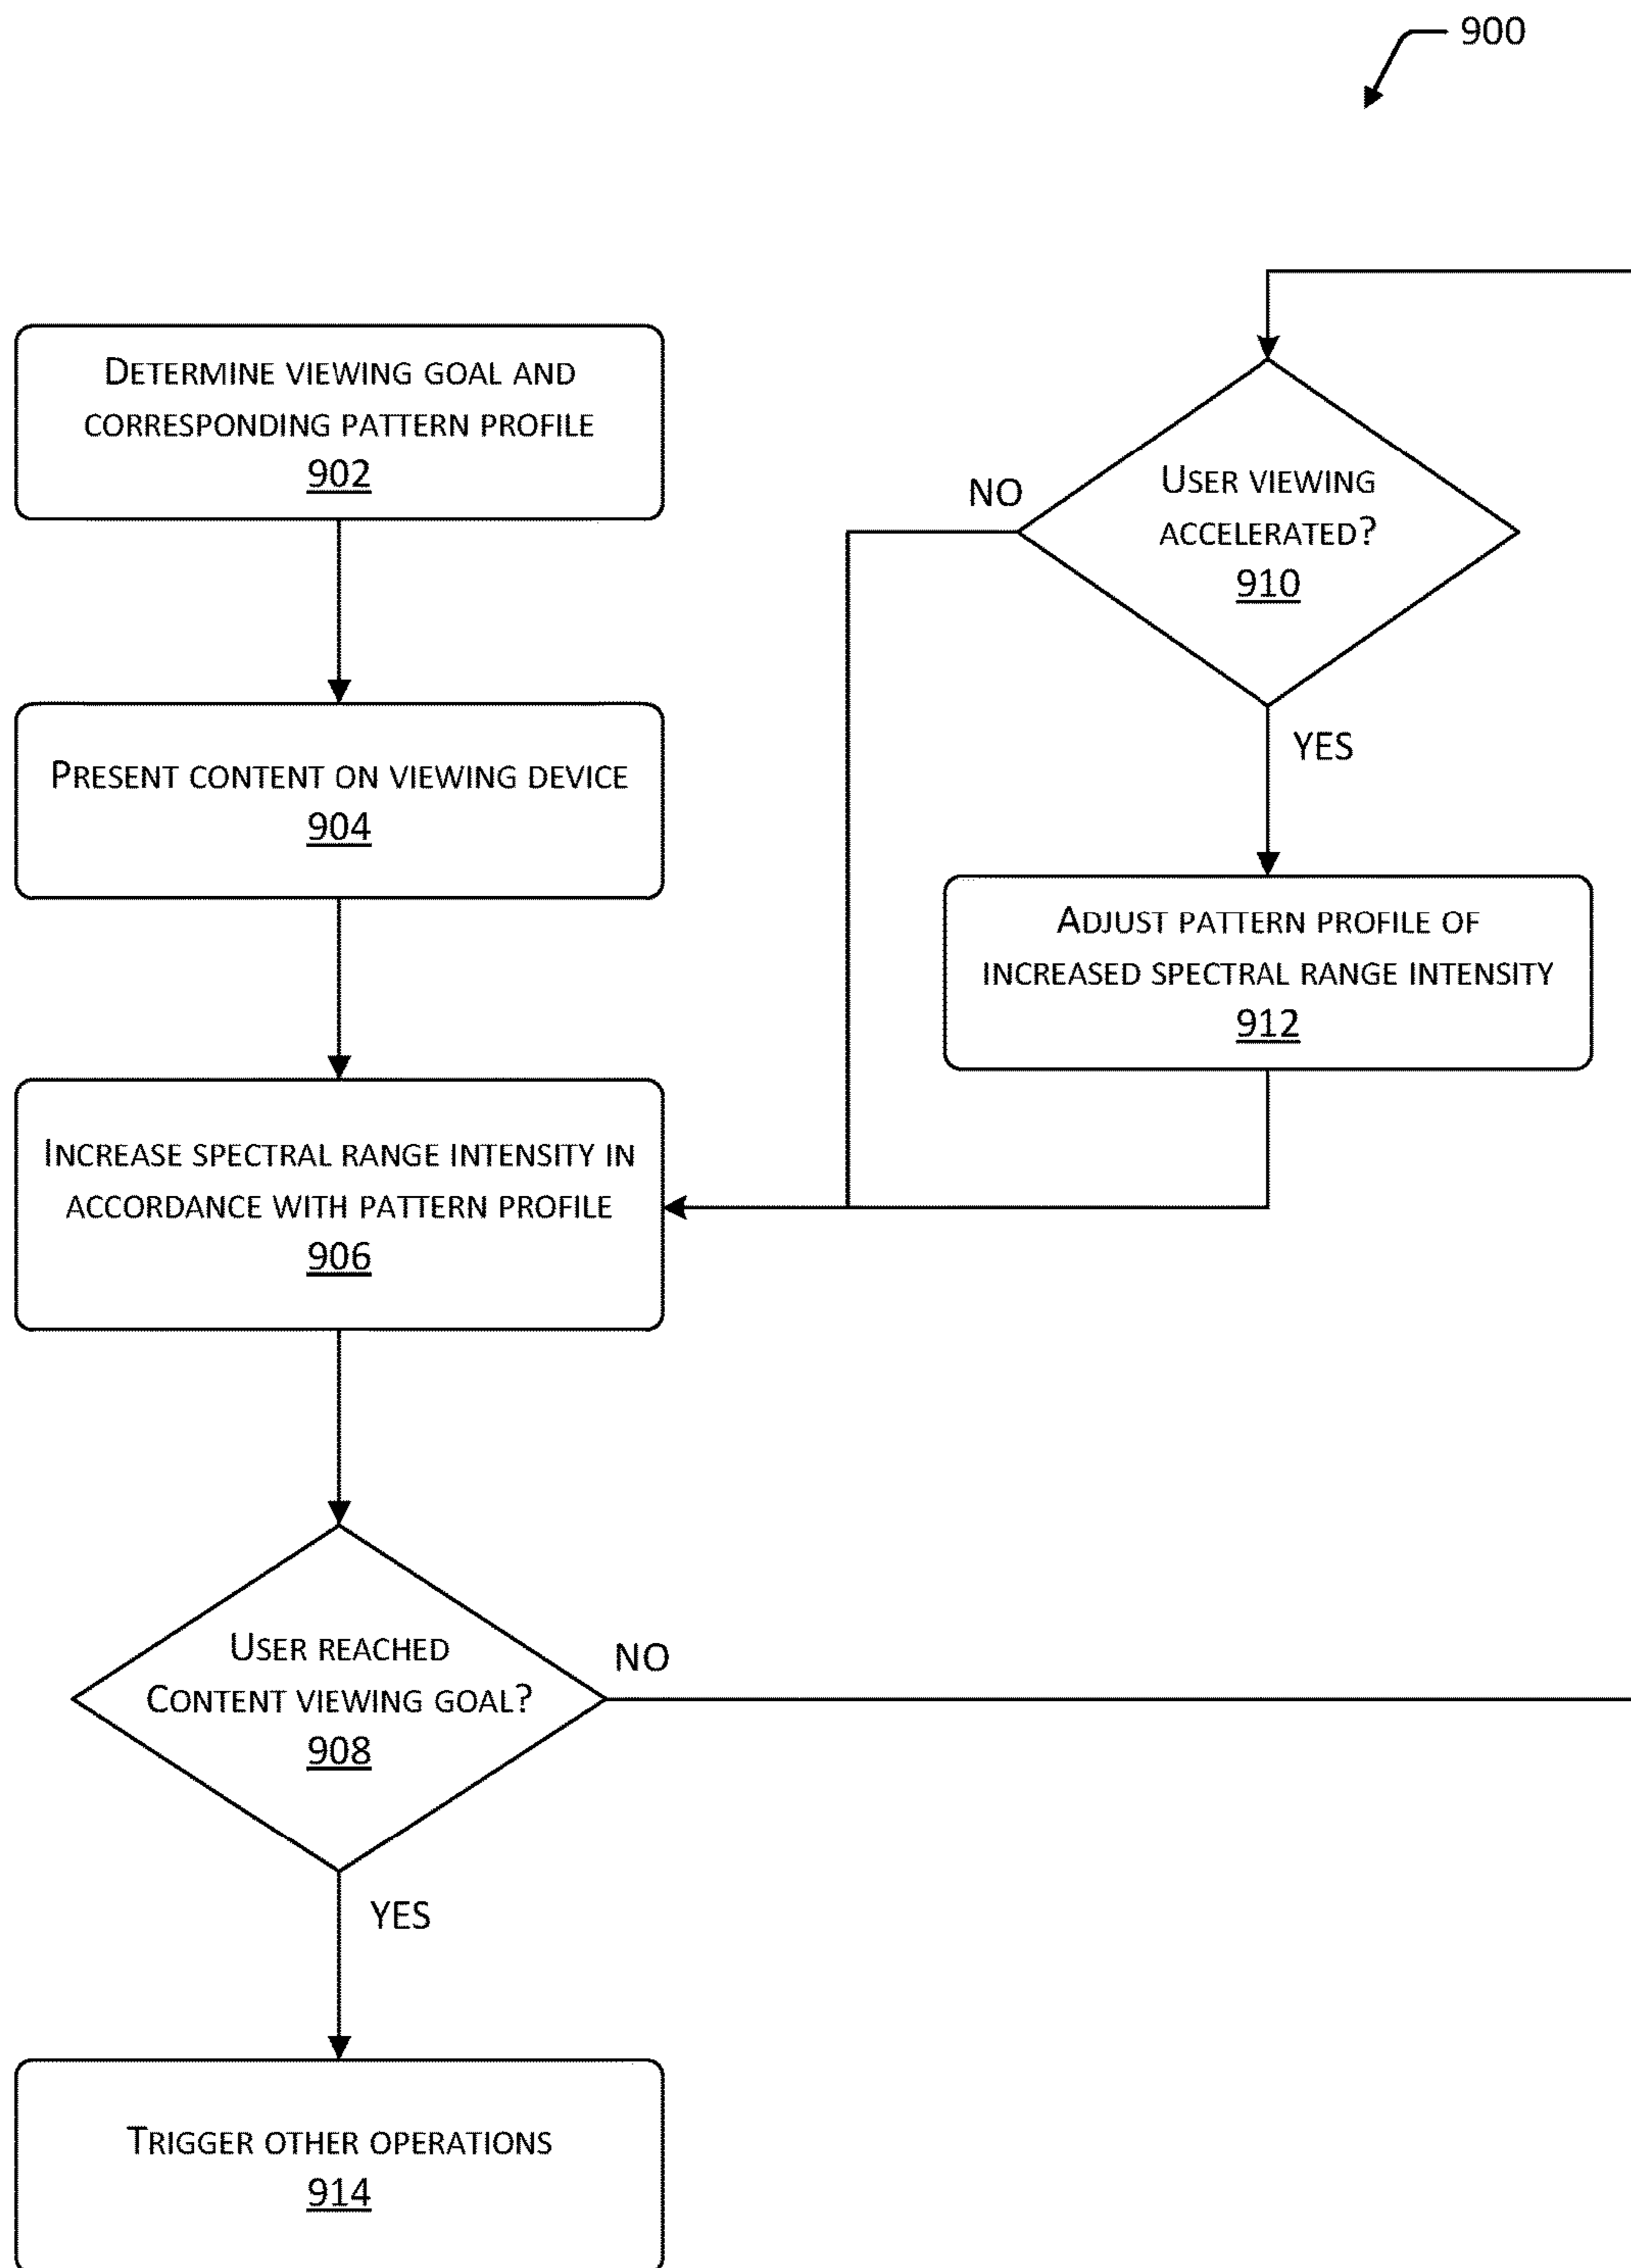 900
DETERMINE VIEWING GOAL AND
CORRESPONDING PATTERN PROFILE
902
PRESENT CONTENT ON VIEWING DEVICE
904
INCREASE SPECTRAL RANGE INTENSITY IN
ACCORDANCE WITH PATTERN PROFILE
906
USER REACHED
CONTENT VIEWING GOAL?
908
NO
YES
USER VIEWING
ACCELERATED?
910
NO
YES
ADJUST PATTERN PROFILE OF
INCREASED SPECTRAL RANGE INTENSITY
912
TRIGGER OTHER OPERATIONS
914